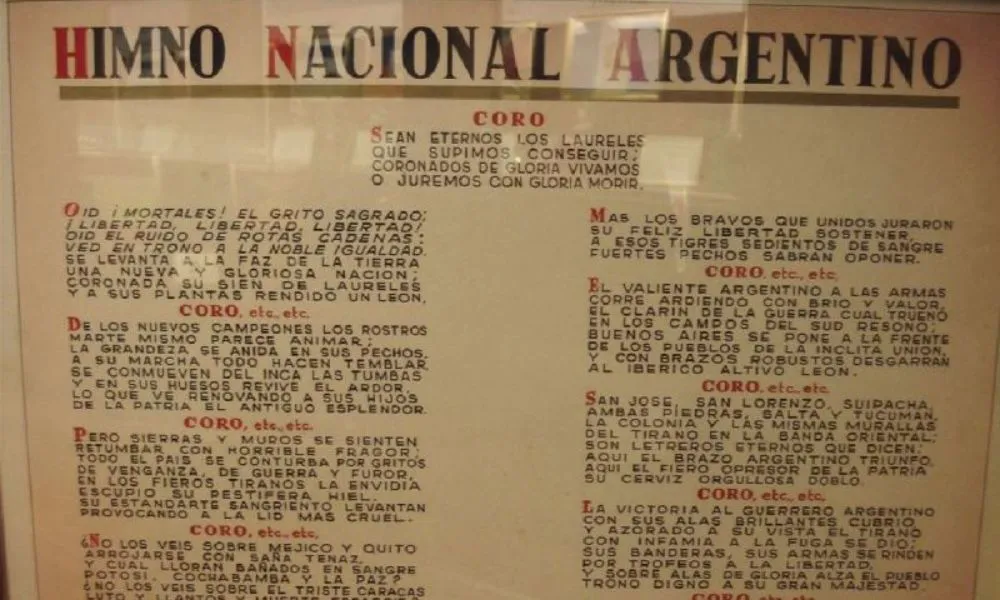 HIMNO NACIONAL ARGENTINO
CORO
SEAN ETERNOS LOS LAURELES
QUE SUPIMOS CONSEGUIR;
CORONADOS DE GLORIA VIVAMOS
O JUREMOS CON GLORIA MORIR.
OID ¡MORTALES! EL GRITO SAGRADO;
¡LIBERTAD, LIBERTAD, LIBERTAD!
OID EL RUIDO DE ROTAS CADENAS;
VED EN TRONO A LA NOBLE IGUALDAD.
SE LEVANTA A LA FAZ DE LA TIERRA
UNA NUEVA Y GLORIOSA NACION;
CORONADA SU SIEN DE LAURELES
Y A SUS PLANTAS RENDIDO UN LEON.
CORO, etc., etc.
DE LOS NUEVOS CAMPEONES LOS ROSTROS
MARTE MISMO PARECE ANIMAR;
LA GRANDEZA SE ANIDA EN SUS PECHOS,
A SU MARCHA TODO HACEN TEMBLAR.
SE CONMUEVEN DEL INCA LAS TUMBAS
Y EN SUS HUESOS REVIVE EL ARDOR,
LO QUE VE RENOVANDO A SUS HIJOS
DE LA PATRIA EL ANTIGUO ESPLENDOR.
CORO, etc., etc.
PERO SIERRAS Y MUROS SE SIENTEN
RETUMBAR CON HORRIBLE FRAGOR;
TODO EL PAIS SE CONTURBA POR GRITOS
DE VENGANZA, DE GUERRA Y FUROR,
EN LOS FIEROS TIRANOS LA ENVIDIA
ESCUPIO SU PESTIFERA HIEL.
SU ESTANDARTE SANGRIENTO LEVANTAN
PROVOCANDO A LA LID MAS CRUEL.
CORO, etc., etc.
¿NO LOS VEIS SOBRE MEJICO Y QUITO
ARROJARSE CON SAÑA TENAZ,
Y CUAL LLORAN BAÑADOS EN SANGRE
POTOSI, COCHABAMBA Y LA PAZ?
¿NO LOS VEIS SOBRE EL TRISTE CARACAS
LUTO Y LLANTOS Y MUERTE
MAS LOS BRAVOS QUE UNIDOS JURARON
SU FELIZ LIBERTAD SOSTENER,
A ESOS TIGRES SEDIENTOS DE SANGRE
FUERTES PECHOS SABRAN OPONER.
CORO, etc., etc.
EL VALIENTE ARGENTINO A LAS ARMAS
CORRE ARDIENDO CON BRIO Y VALOR,
EL CLARIN DE LA GUERRA CUAL TRUENO
EN LOS CAMPOS DEL SUD RESONO;
BUENOS AIRES SE PONE A LA FRENTE
DE LOS PUEBLOS DE LA INCLITA UNION,
Y CON BRAZOS ROBUSTOS DESGARRAN
AL IBERICO ALTIVO LEON.
CORO, etc., etc.
SAN JOSE, SAN LORENZO, SUIPACHA,
AMBAS PIEDRAS, SALTA Y TUCUMAN,
LA COLONIA Y LAS MISMAS MURALLAS
DEL TIRANO EN LA BANDA ORIENTAL;
SON LETREROS ETERNOS QUE DICEN:
AQUI EL BRAZO ARGENTINO TRIUNFO,
AQUI EL FIERO OPRESOR DE LA PATRIA
SU CERVIZ ORGULLOSA DOBLO.
CORO, etc., etc.
LA VICTORIA AL GUERRERO ARGENTINO
CON SUS ALAS BRILLANTES CUBRIO
Y AZORADO A SU VISTA EL TIRANO
CON INFAMIA A LA FUGA SE DIO;
SUS BANDERAS, SUS ARMAS SE RINDEN
POR TROFEOS A LA LIBERTAD,
Y SOBRE ALAS DE GLORIA ALZA EL PUEBLO
TRONO DIGNO A SU GRAN MAJESTAD.
CORO, etc., etc.